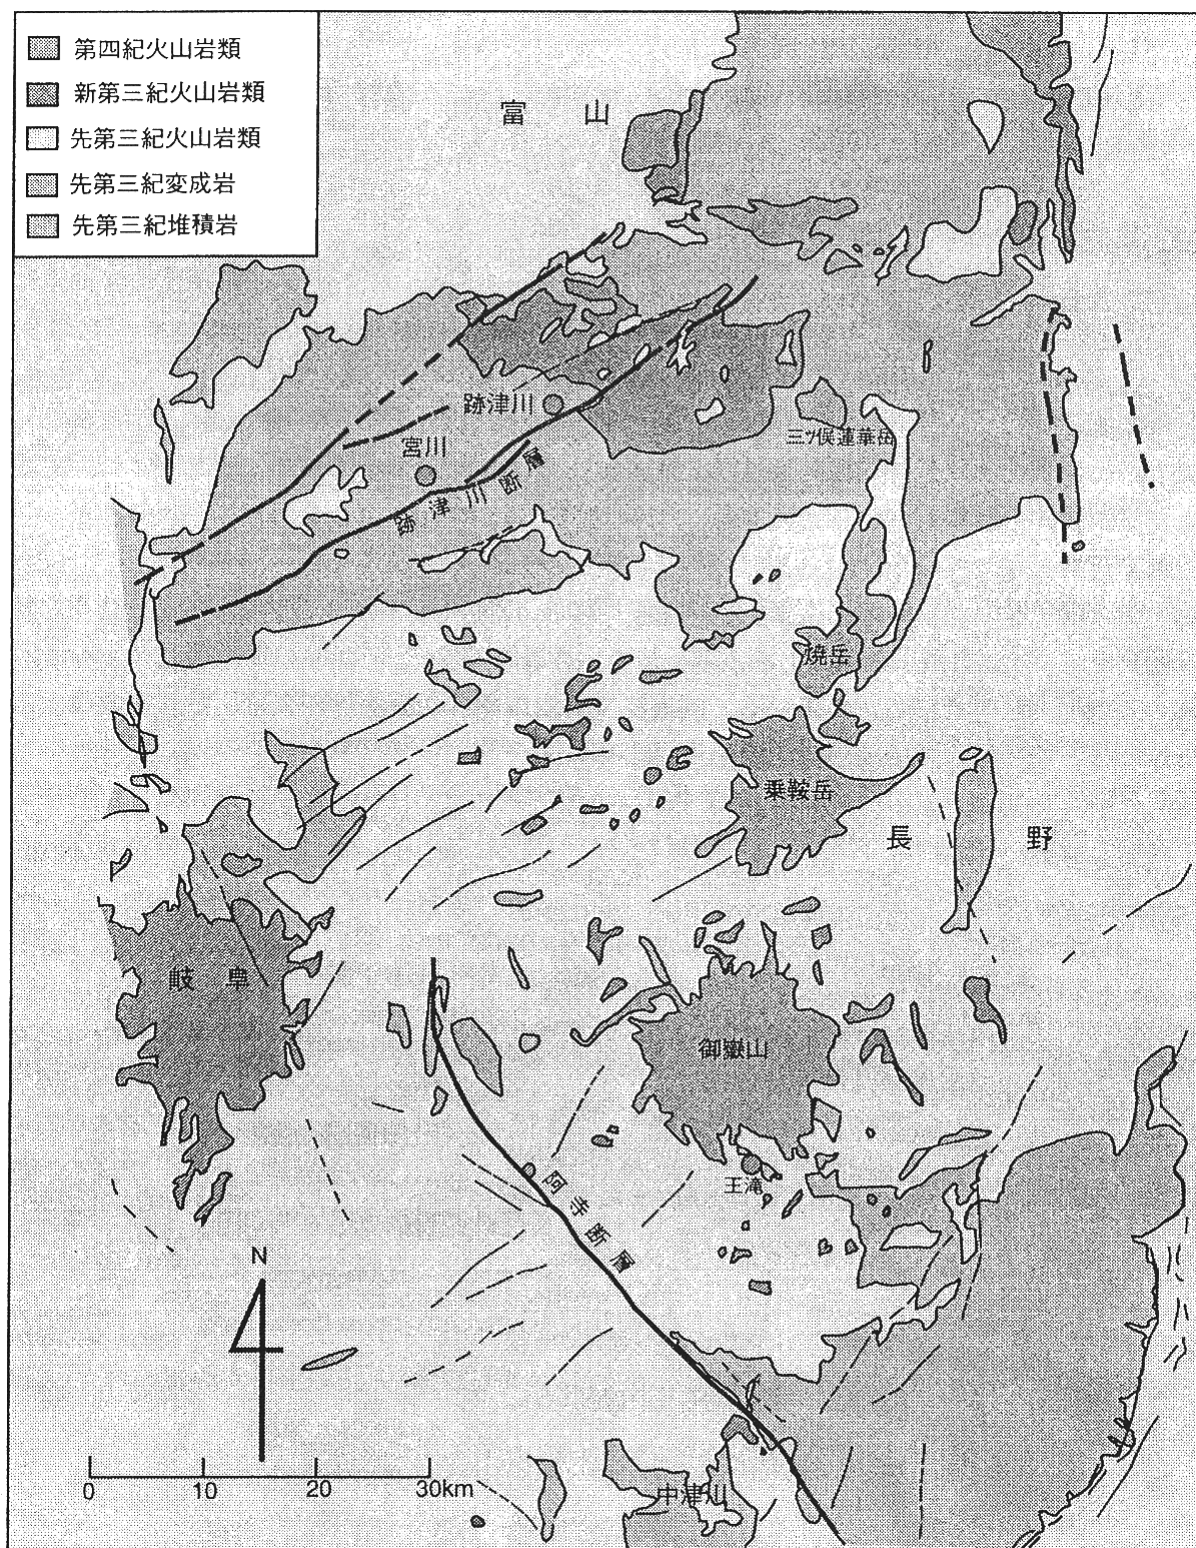 第四紀火山岩類
新第三紀火山岩類
先第三紀火山岩類
先第三紀変成岩
先第三紀堆積岩
富 山
跡津川
三ツ俣蓮華岳
宮川
跡津川断層
焼岳
乗鞍岳
長 野
岐 阜
御嶽山
王滝
阿寺断層
N
0 10 20 30km
中津川